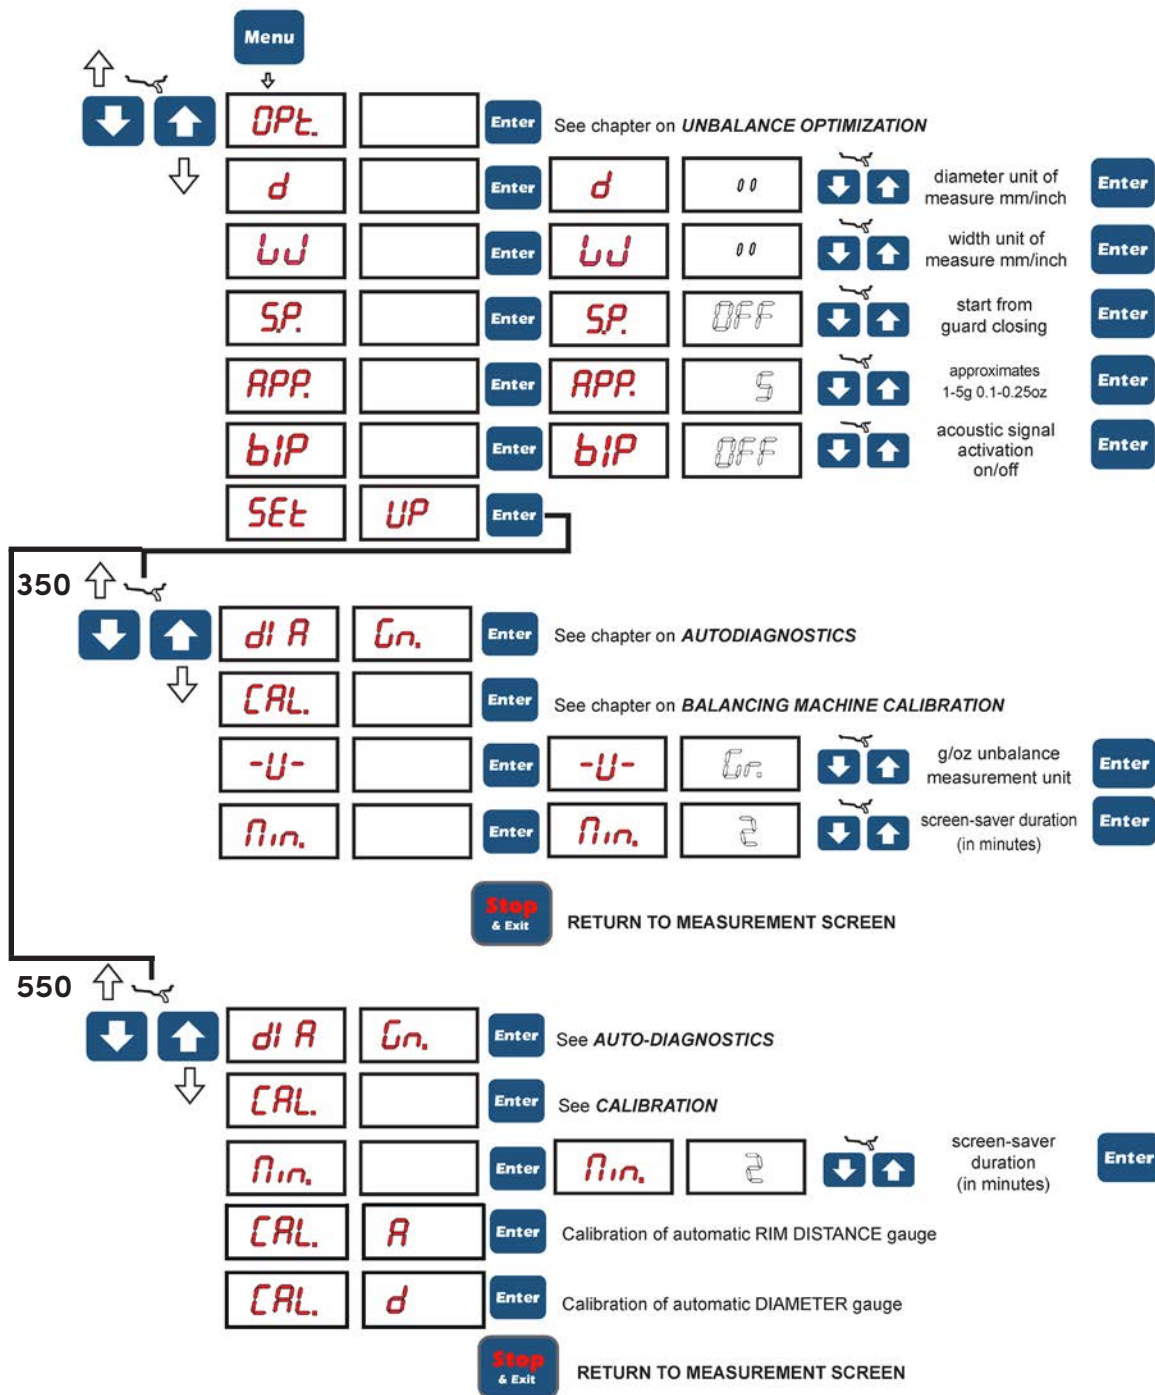 Menu
OPt. Enter See chapter on UNBALANCE OPTIMIZATION
d Enter d '' diameter unit of Enter
measure mm/inch
W Enter W '' width unit of Enter
measure mm/inch
S.P. Enter S.P. OFF start from Enter
guard closing
APP. Enter APP. 5 approximates Enter
1-5g 0.1-0.25oz
bIP Enter bIP OFF acoustic signal Enter
activation
on/off
SEt UP Enter
350
dI A Gn. Enter See chapter on AUTODIAGNOSTICS
CAL. Enter See chapter on BALANCING MACHINE CALIBRATION
-U- Enter -U- Gr. g/oz unbalance Enter
measurement unit
Min. Enter Min. 2 screen-saver duration Enter
(in minutes)
Stop
& Exit RETURN TO MEASUREMENT SCREEN
550
dI A Gn. Enter See AUTO-DIAGNOSTICS
CAL. Enter See CALIBRATION
Min. Enter Min. 2 screen-saver Enter
duration
(in minutes)
CAL. A Enter Calibration of automatic RIM DISTANCE gauge
CAL. d Enter Calibration of automatic DIAMETER gauge
Stop
& Exit RETURN TO MEASUREMENT SCREEN